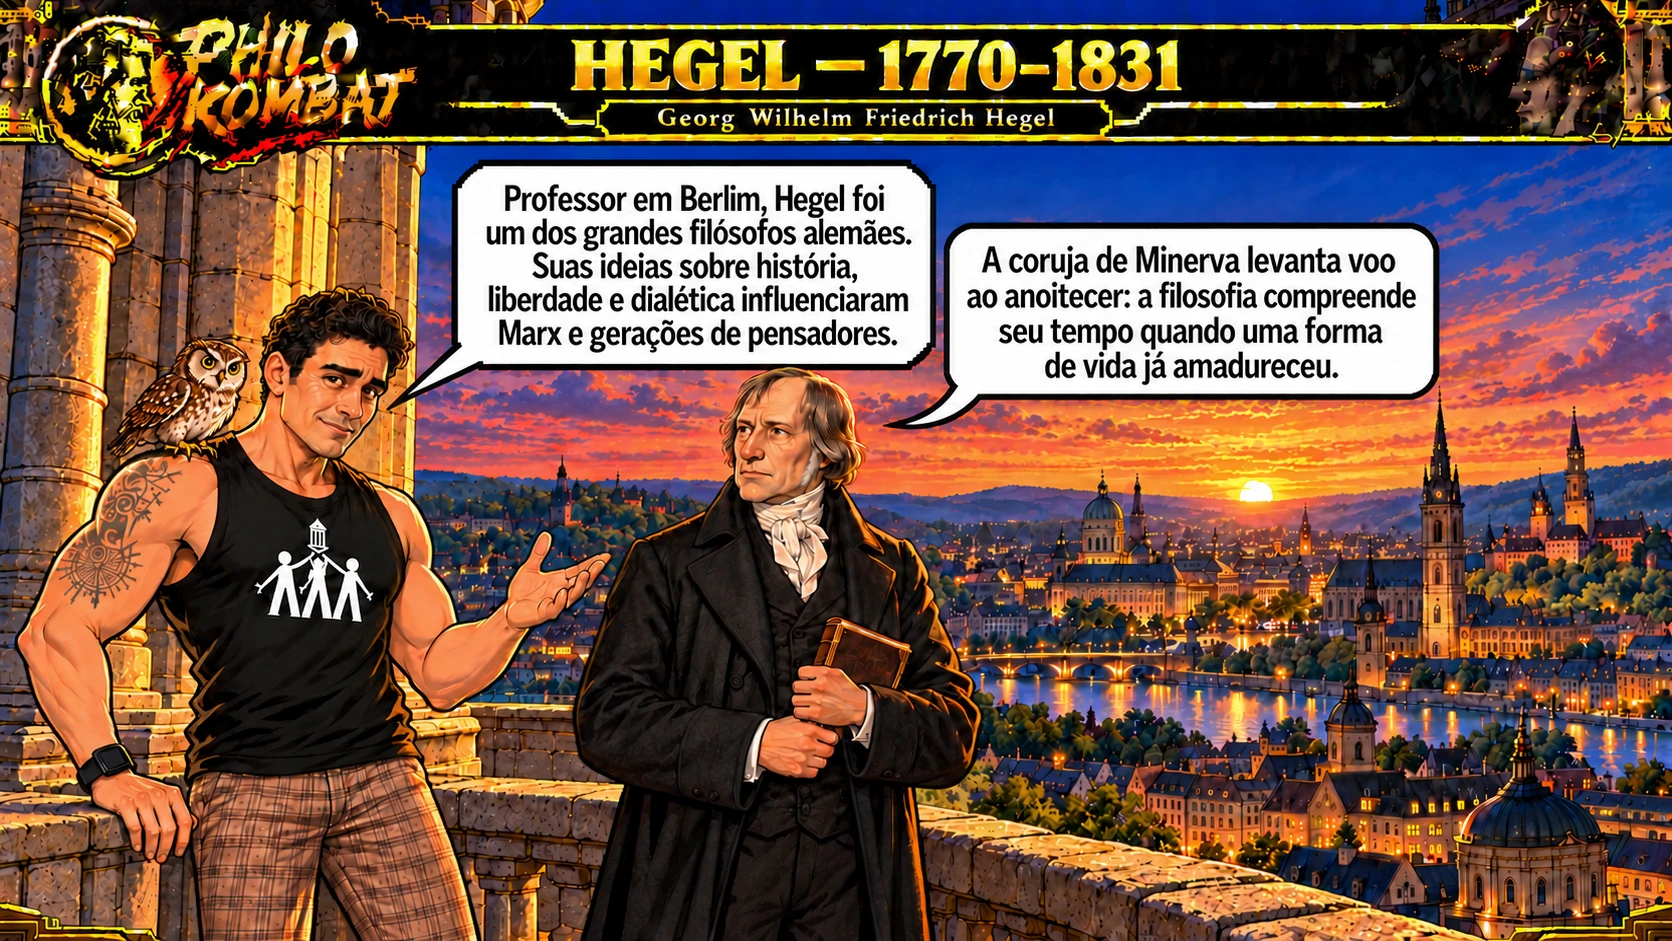 PHILO
KOMBAT
HEGEL – 1770-1831
Georg Wilhelm Friedrich Hegel
Professor em Berlim, Hegel foi
um dos grandes filósofos alemães.
Suas ideias sobre história,
liberdade e dialética influenciaram
Marx e gerações de pensadores.
A coruja de Minerva levanta voo
ao anoitecer: a filosofia compreende
seu tempo quando uma forma
de vida já amadureceu.